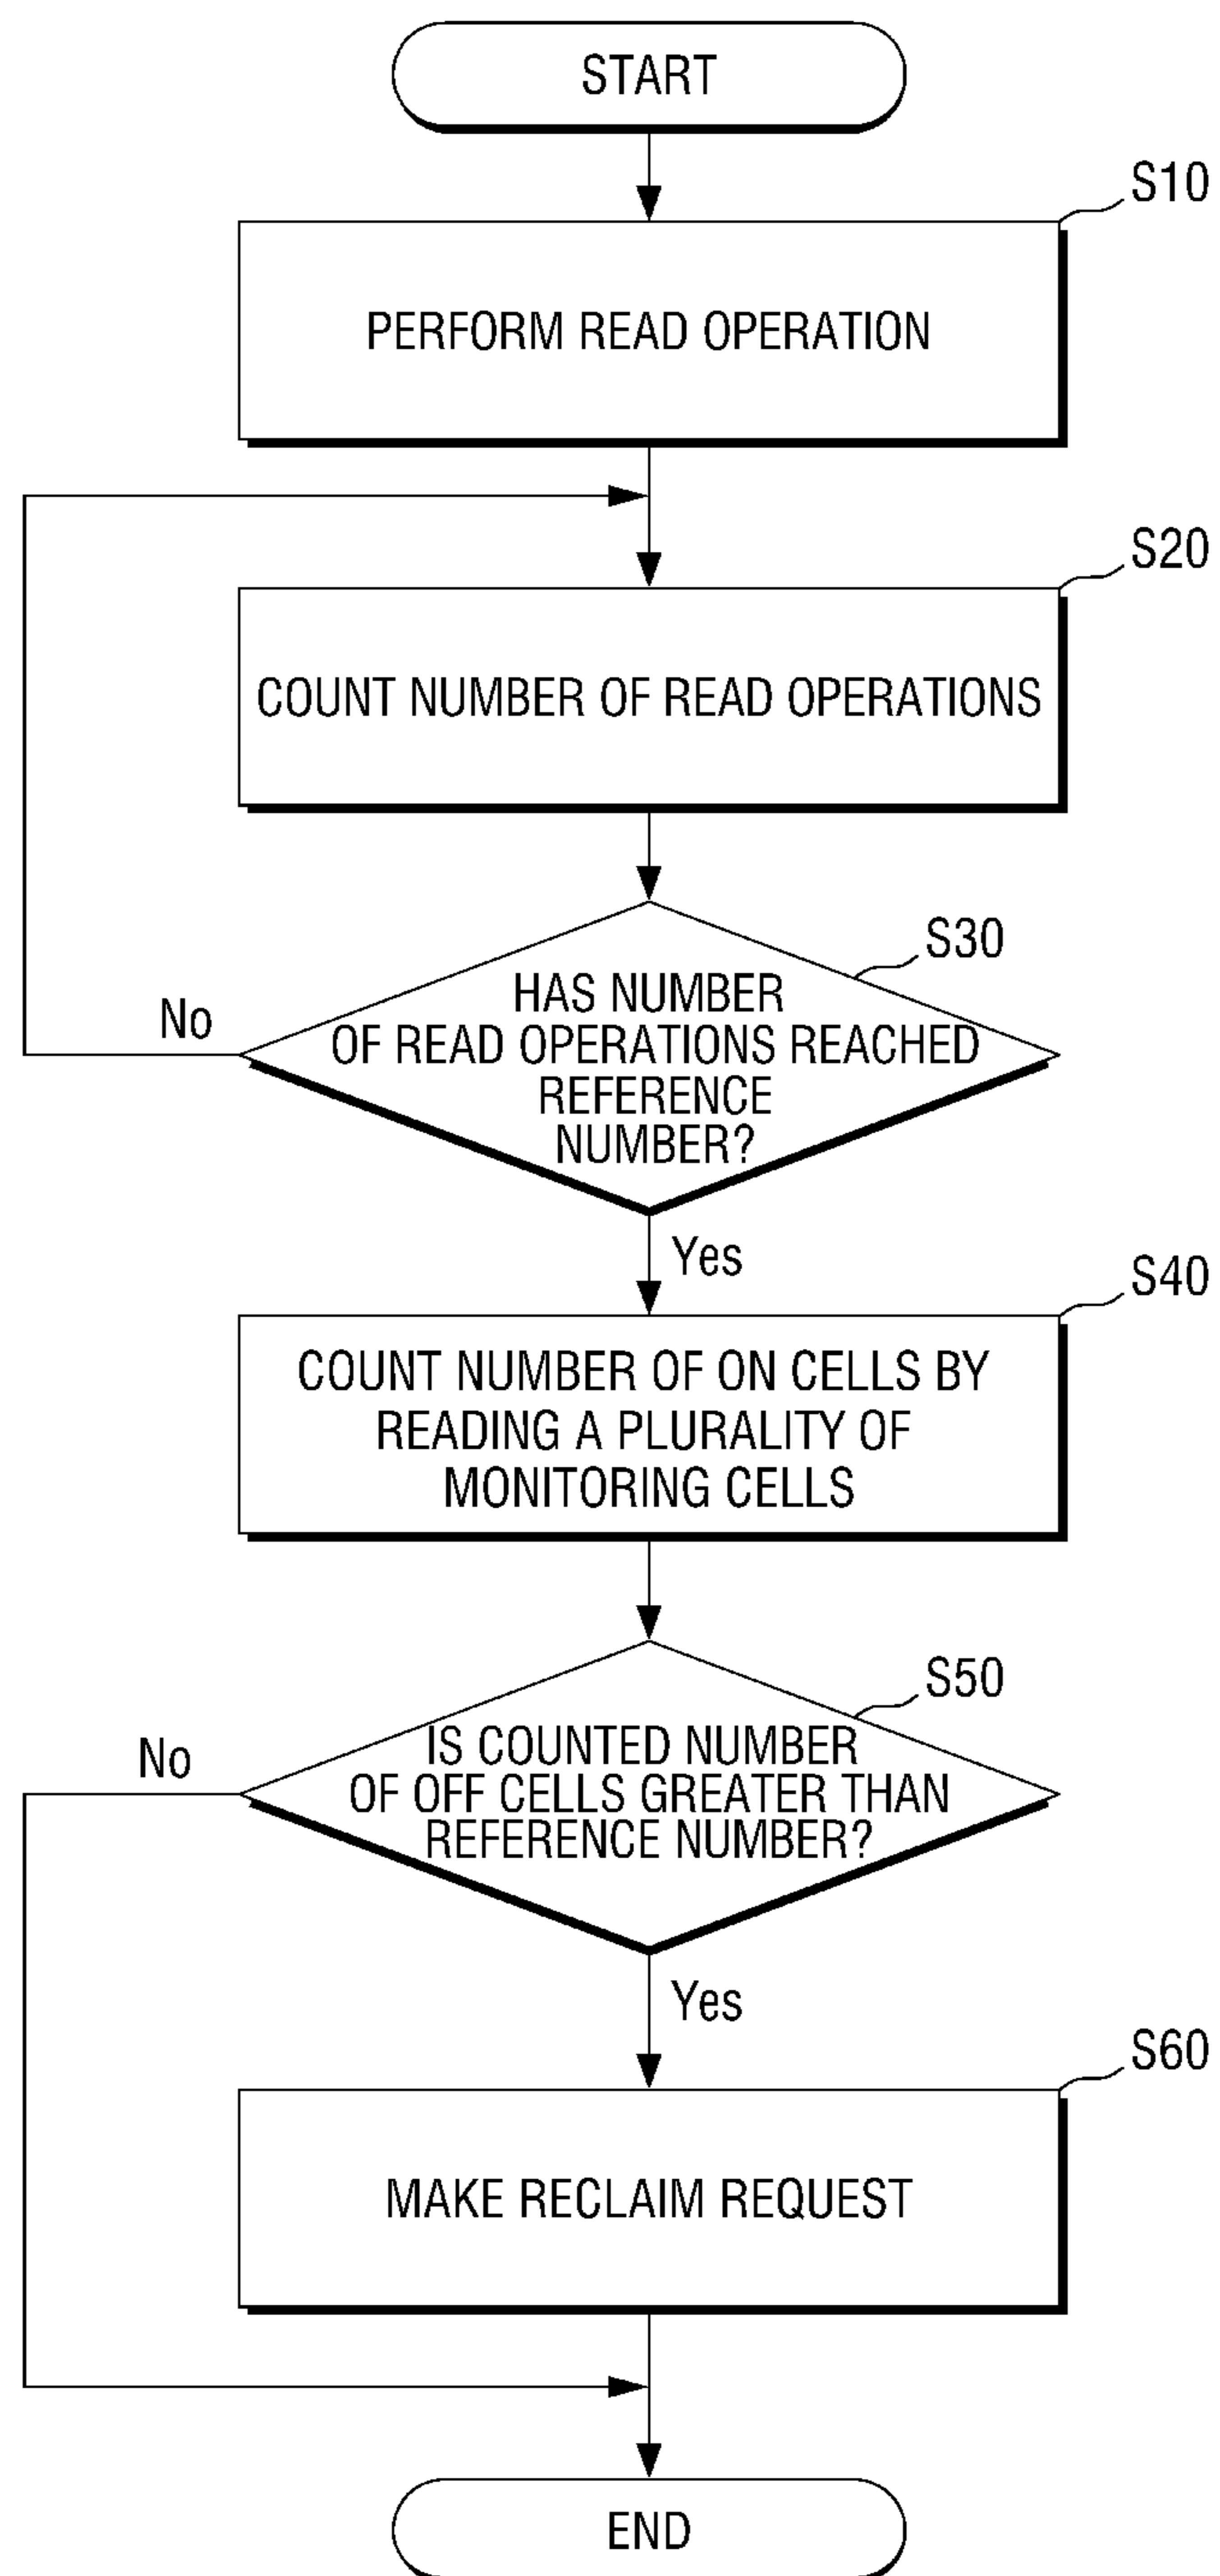 START
S10
PERFORM READ OPERATION
S20
COUNT NUMBER OF READ OPERATIONS
S30
HAS NUMBER
OF READ OPERATIONS REACHED
REFERENCE
NUMBER?
No
Yes
S40
COUNT NUMBER OF ON CELLS BY
READING A PLURALITY OF
MONITORING CELLS
S50
IS COUNTED NUMBER
OF OFF CELLS GREATER THAN
REFERENCE NUMBER?
No
Yes
S60
MAKE RECLAIM REQUEST
END